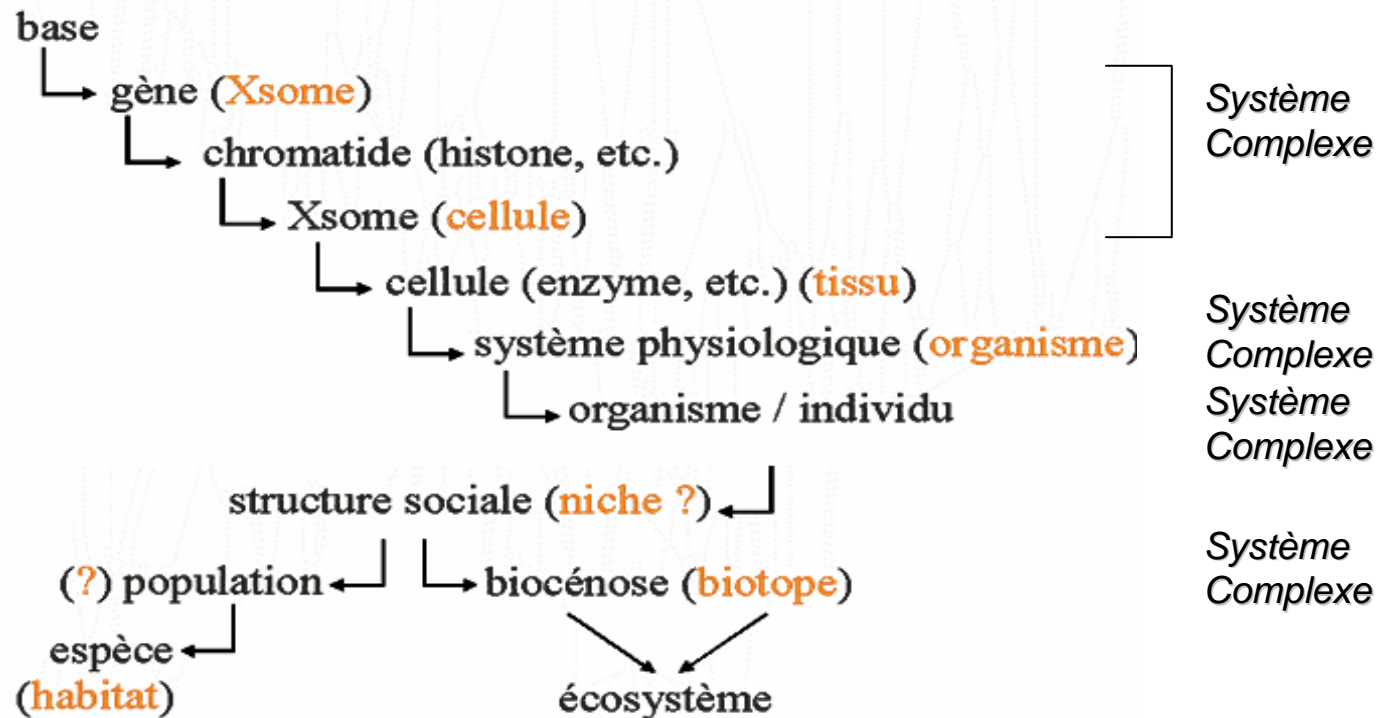 base
gène (Xsome)
Système
Complexe
chromatide (histone, etc.)
Xsome (cellule)
cellule (enzyme, etc.) (tissu)
Système
Complexe
système physiologique (organisme)
Système
Complexe
organisme / individu
structure sociale (niche ?)
Système
Complexe
(?) population
biocénose (biotope)
espèce
(habitat)
écosystème